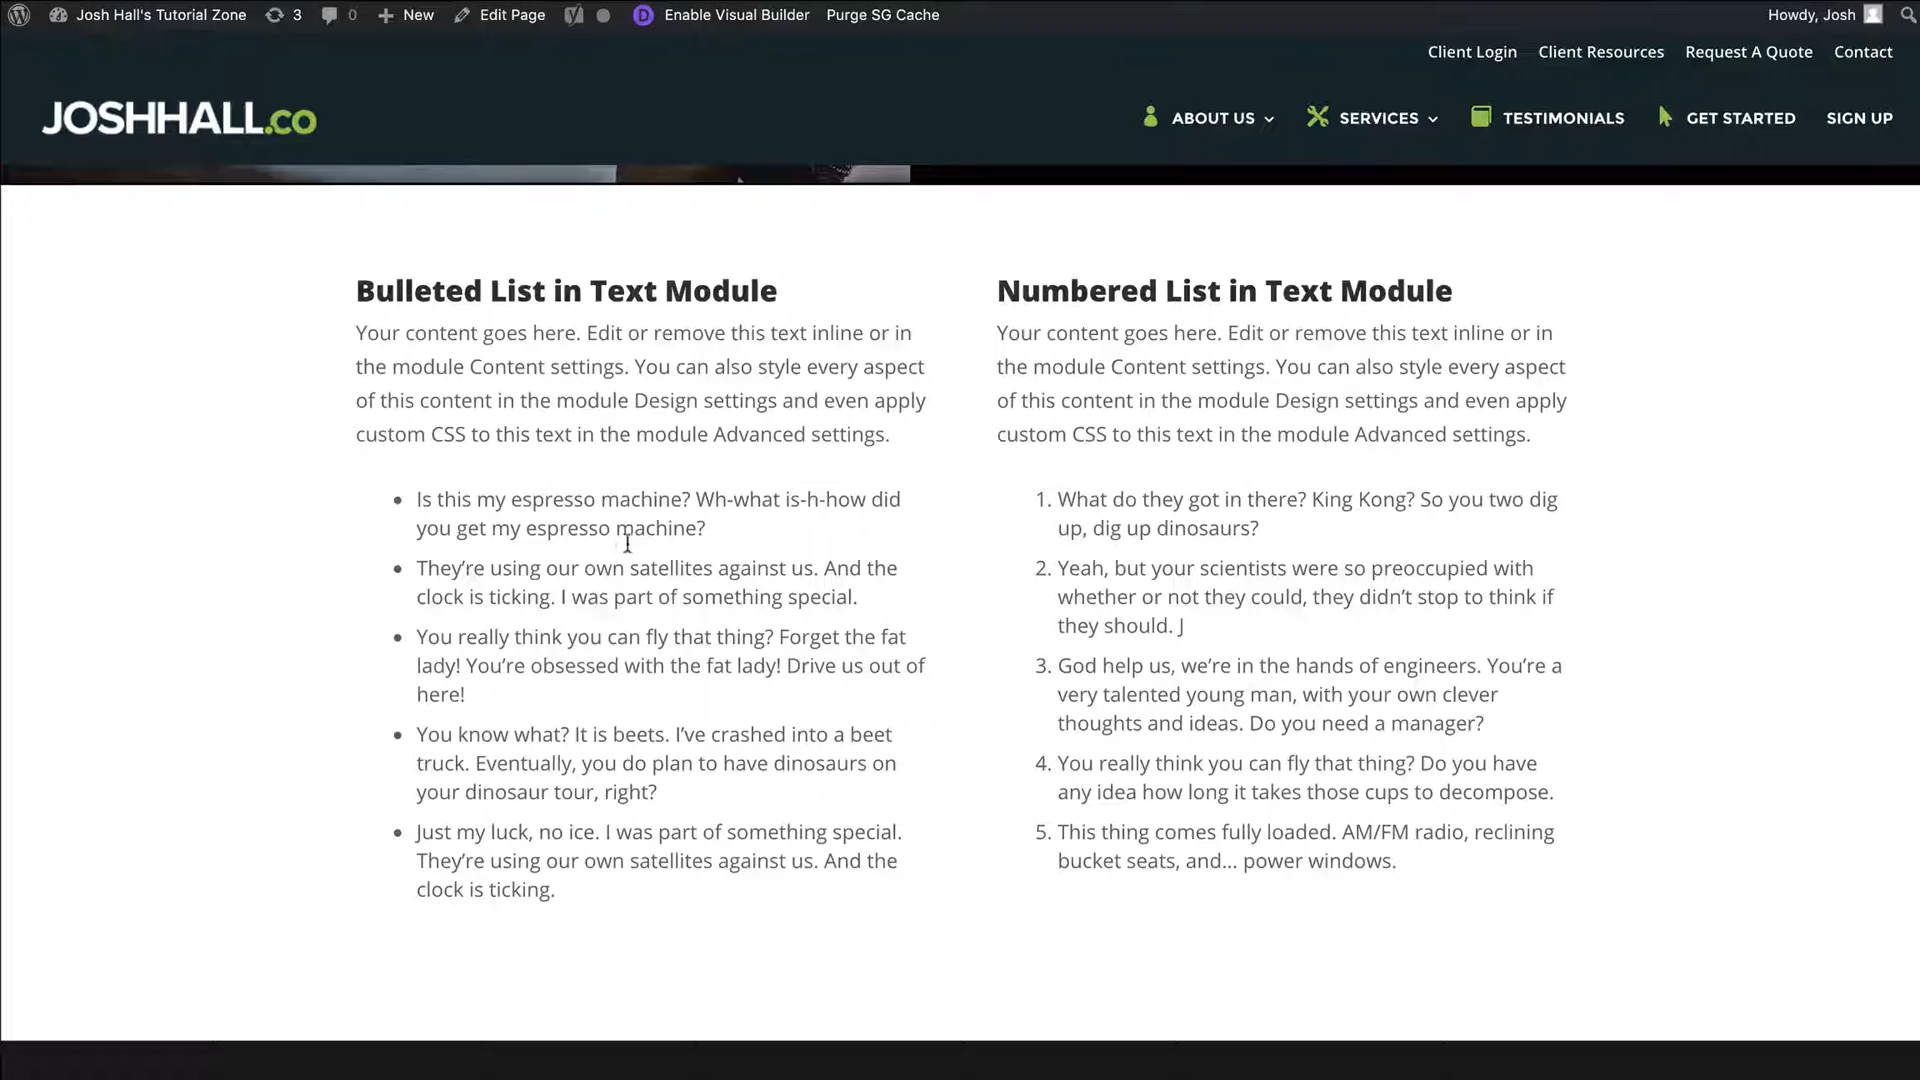 Josh Hall's Tutorial Zone 3 0 New Edit Page Enable Visual Builder Purge SG Cache Howdy, Josh
Client Login Client Resources Request A Quote Contact
JOSHHALL.CO ABOUT US SERVICES TESTIMONIALS GET STARTED SIGN UP
Bulleted List in Text Module
Your content goes here. Edit or remove this text inline or in
the module Content settings. You can also style every aspect
of this content in the module Design settings and even apply
custom CSS to this text in the module Advanced settings.
• Is this my espresso machine? Wh-what is-h-how did
you get my espresso machine?
• They’re using our own satellites against us. And the
clock is ticking. I was part of something special.
• You really think you can fly that thing? Forget the fat
lady! You’re obsessed with the fat lady! Drive us out of
here!
• You know what? It is beets. I’ve crashed into a beet
truck. Eventually, you do plan to have dinosaurs on
your dinosaur tour, right?
• Just my luck, no ice. I was part of something special.
They’re using our own satellites against us. And the
clock is ticking.
Numbered List in Text Module
Your content goes here. Edit or remove this text inline or in
the module Content settings. You can also style every aspect
of this content in the module Design settings and even apply
custom CSS to this text in the module Advanced settings.
1. What do they got in there? King Kong? So you two dig
up, dig up dinosaurs?
2. Yeah, but your scientists were so preoccupied with
whether or not they could, they didn’t stop to think if
they should. J
3. God help us, we’re in the hands of engineers. You’re a
very talented young man, with your own clever
thoughts and ideas. Do you need a manager?
4. You really think you can fly that thing? Do you have
any idea how long it takes those cups to decompose.
5. This thing comes fully loaded. AM/FM radio, reclining
bucket seats, and... power windows.